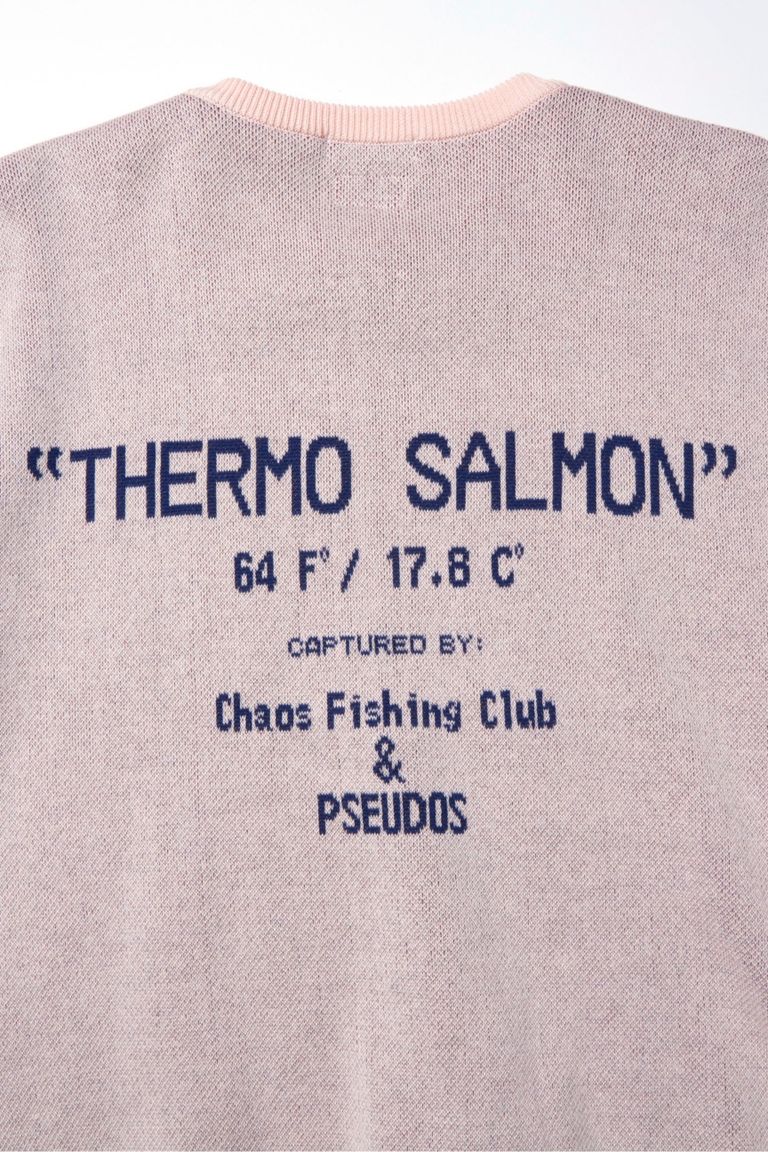 “THERMO SALMON”
64 F° / 17.8 C°
CAPTURED BY:
Chaos Fishing Club
&
PSEUDOS